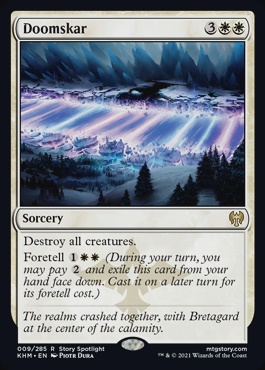 Doomskar 3
Sorcery
Destroy all creatures.
Foretell 1 (During your turn, you
may pay 2 and exile this card from your
hand face down. Cast it on a later turn for
its foretell cost.)
The realms crashed together, with Bretagard
at the center of the calamity.
009/285 R Story Spotlight mtgstory.com
KHM • EN Piotr Dura ™ & © 2021 Wizards of the Coast